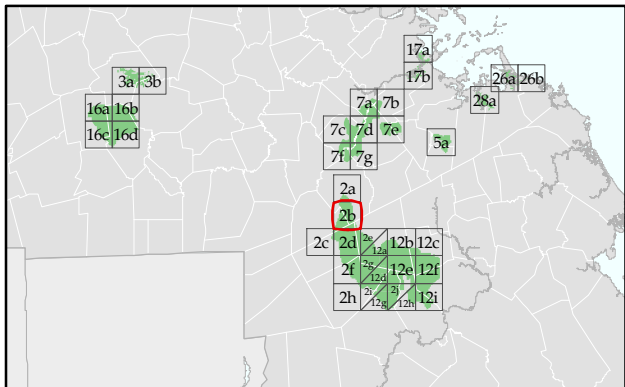 17a
3a 3b
17b
26a 26b
16a 16b
7a 7b
28a
16c 16d
7c 7d 7e
5a
7f 7g
2a
2b
2c 2d 2e 12a 12b 12c
2f 2g 12d 12e 12f
2h 2i 12g 2j 12h 12i